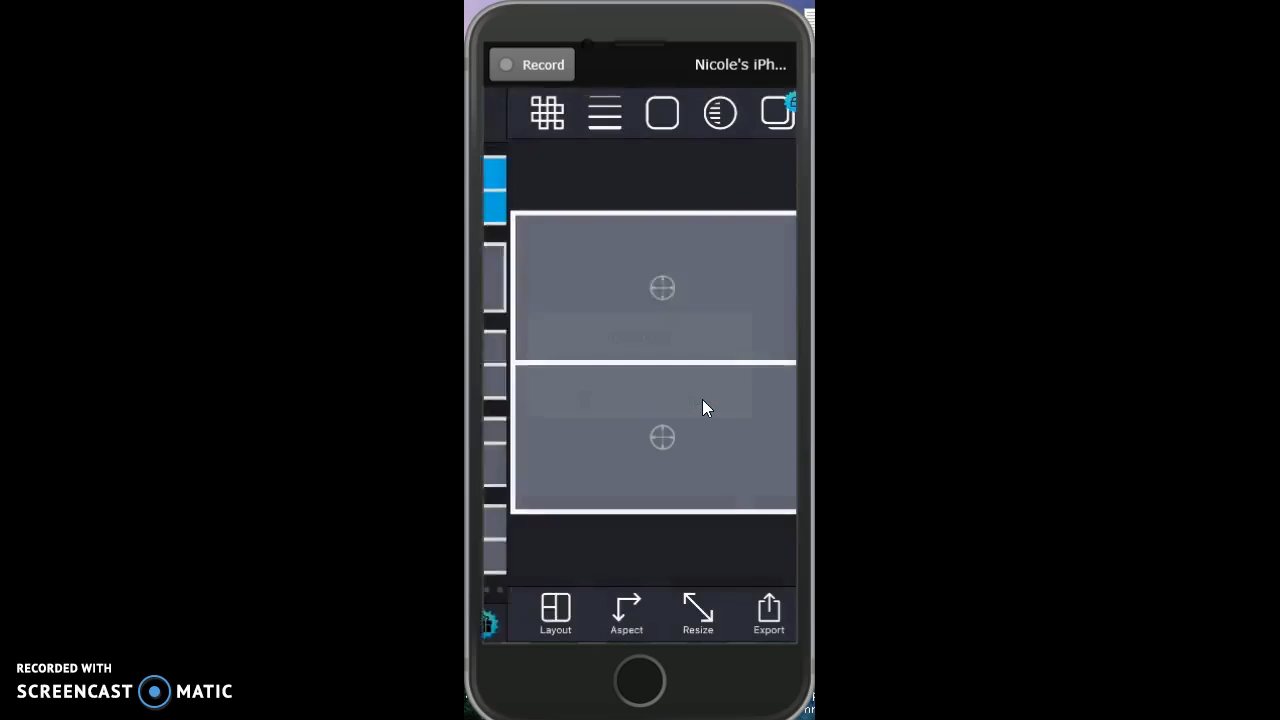 Record
Nicole's iPh...
Layout
Aspect
Resize
Export
RECORDED WITH
SCREENCAST MATIC